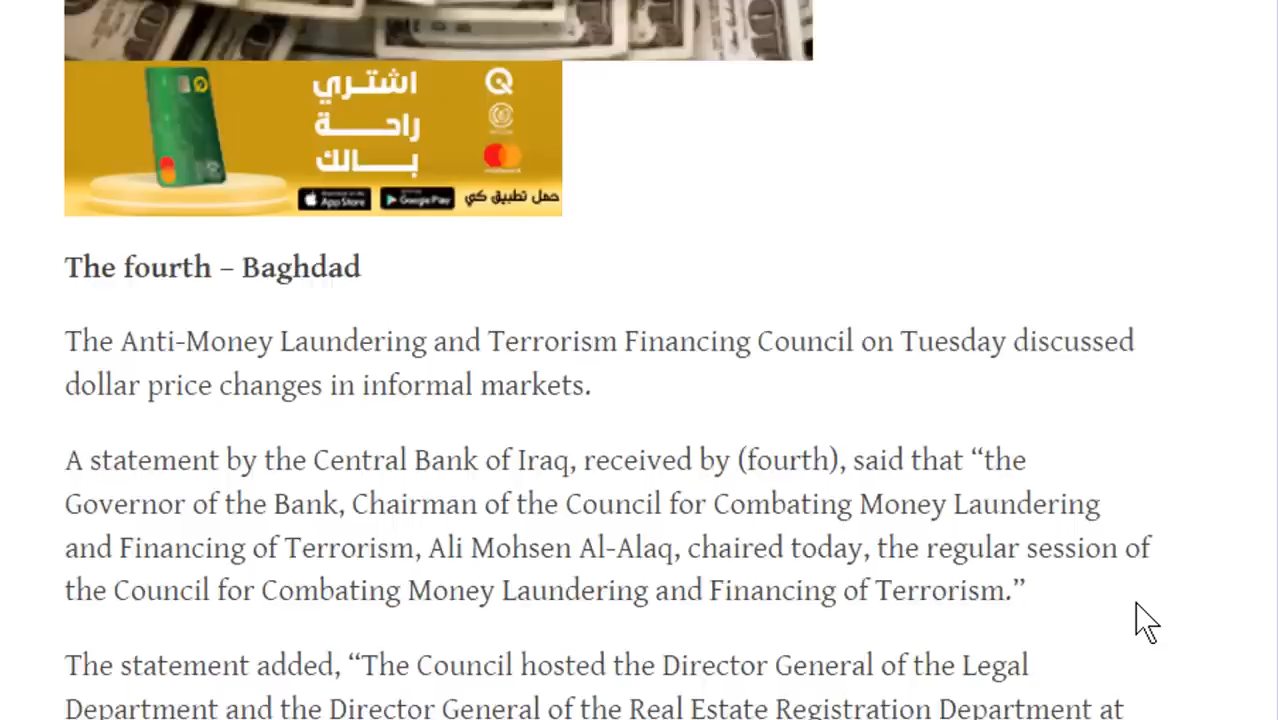 اشتري
راحة
بالك
App Store
Google Play
حمل تطبيق كي
The fourth – Baghdad
The Anti-Money Laundering and Terrorism Financing Council on Tuesday discussed
dollar price changes in informal markets.
A statement by the Central Bank of Iraq, received by (fourth), said that “the
Governor of the Bank, Chairman of the Council for Combating Money Laundering
and Financing of Terrorism, Ali Mohsen Al-Alaq, chaired today, the regular session of
the Council for Combating Money Laundering and Financing of Terrorism.”
The statement added, “The Council hosted the Director General of the Legal
Department and the Director General of the Real Estate Registration Department at